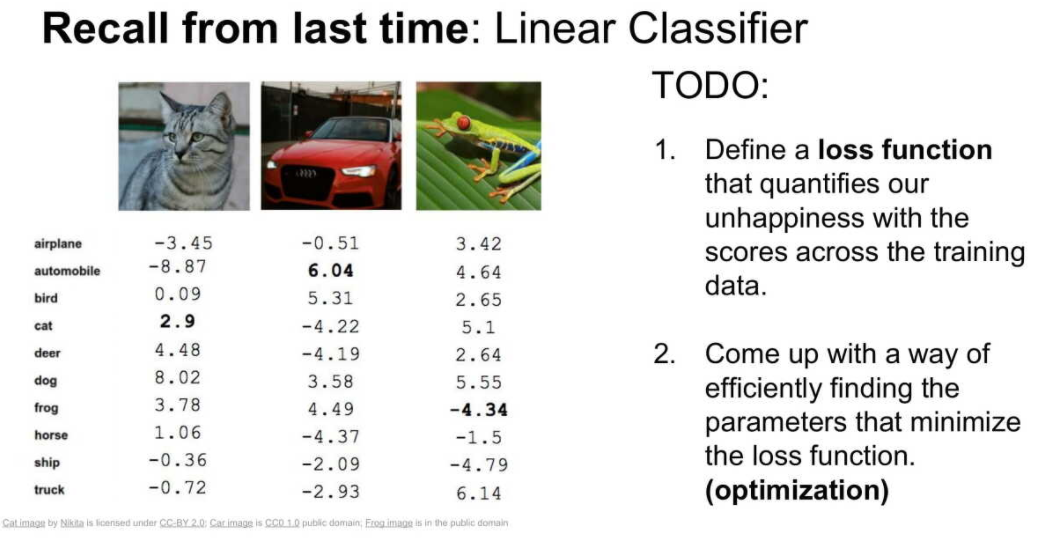 Recall from last time: Linear Classifier
TODO:
1. Define a loss function
that quantifies our
unhappiness with the
scores across the training
data.
2. Come up with a way of
efficiently finding the
parameters that minimize
the loss function.
(optimization)
airplane -3.45 -0.51 3.42
automobile -8.87 6.04 4.64
bird 0.09 5.31 2.65
cat 2.9 -4.22 5.1
deer 4.48 -4.19 2.64
dog 8.02 3.58 5.55
frog 3.78 4.49 -4.34
horse 1.06 -4.37 -1.5
ship -0.36 -2.09 -4.79
truck -0.72 -2.93 6.14
Cat image by Nikita is licensed under CC-BY 2.0; Car image is CC0 1.0 public domain; Frog image is in the public domain